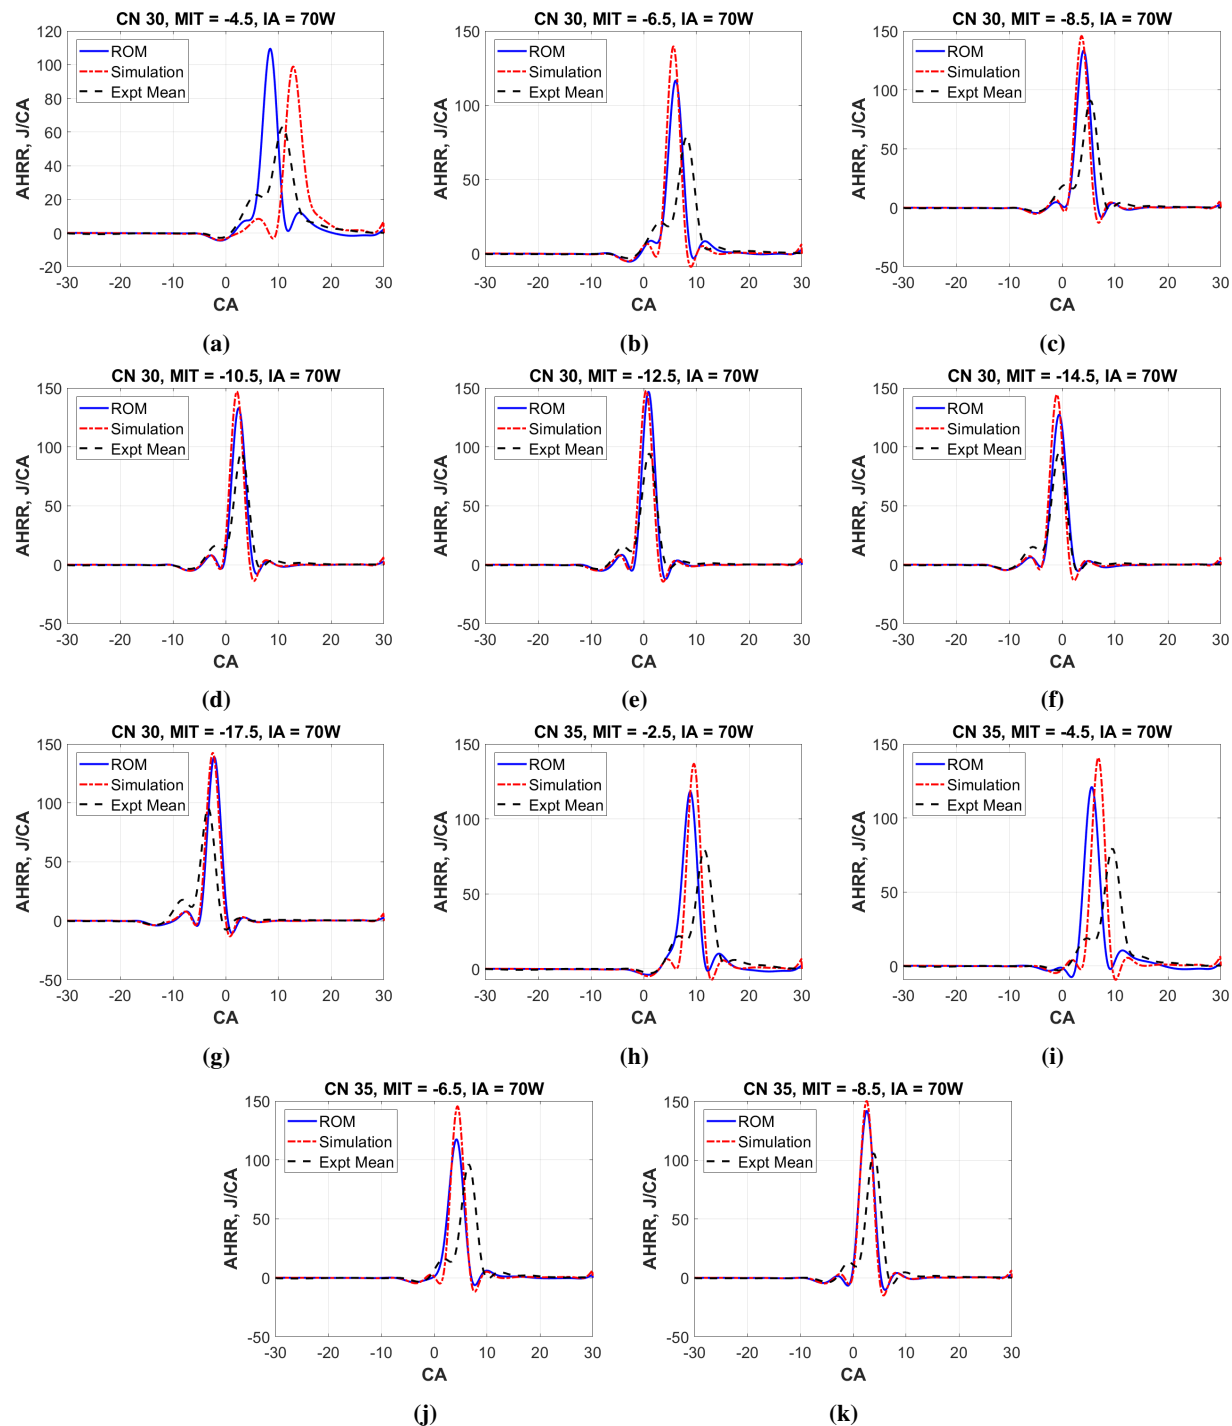 CN 30, MIT = -4.5, IA = 70W
ROM
Simulation
Expt Mean
AHRR, J/CA
120
100
80
60
40
20
0
-20
-30 -20 -10 0 10 20 30
CA
(a)
CN 30, MIT = -6.5, IA = 70W
ROM
Simulation
Expt Mean
AHRR, J/CA
150
100
50
0
-30 -20 -10 0 10 20 30
CA
(b)
CN 30, MIT = -8.5, IA = 70W
ROM
Simulation
Expt Mean
AHRR, J/CA
150
100
50
0
-50
-30 -20 -10 0 10 20 30
CA
(c)
CN 30, MIT = -10.5, IA = 70W
ROM
Simulation
Expt Mean
AHRR, J/CA
150
100
50
0
-50
-30 -20 -10 0 10 20 30
CA
(d)
CN 30, MIT = -12.5, IA = 70W
ROM
Simulation
Expt Mean
AHRR, J/CA
150
100
50
0
-50
-30 -20 -10 0 10 20 30
CA
(e)
CN 30, MIT = -14.5, IA = 70W
ROM
Simulation
Expt Mean
AHRR, J/CA
150
100
50
0
-50
-30 -20 -10 0 10 20 30
CA
(f)
CN 30, MIT = -17.5, IA = 70W
ROM
Simulation
Expt Mean
AHRR, J/CA
150
100
50
0
-50
-30 -20 -10 0 10 20 30
CA
(g)
CN 35, MIT = -2.5, IA = 70W
ROM
Simulation
Expt Mean
AHRR, J/CA
150
100
50
0
-30 -20 -10 0 10 20 30
CA
(h)
CN 35, MIT = -4.5, IA = 70W
ROM
Simulation
Expt Mean
AHRR, J/CA
150
100
50
0
-30 -20 -10 0 10 20 30
CA
(i)
CN 35, MIT = -6.5, IA = 70W
ROM
Simulation
Expt Mean
AHRR, J/CA
150
100
50
0
-50
-30 -20 -10 0 10 20 30
CA
(j)
CN 35, MIT = -8.5, IA = 70W
ROM
Simulation
Expt Mean
AHRR, J/CA
150
100
50
0
-50
-30 -20 -10 0 10 20 30
CA
(k)